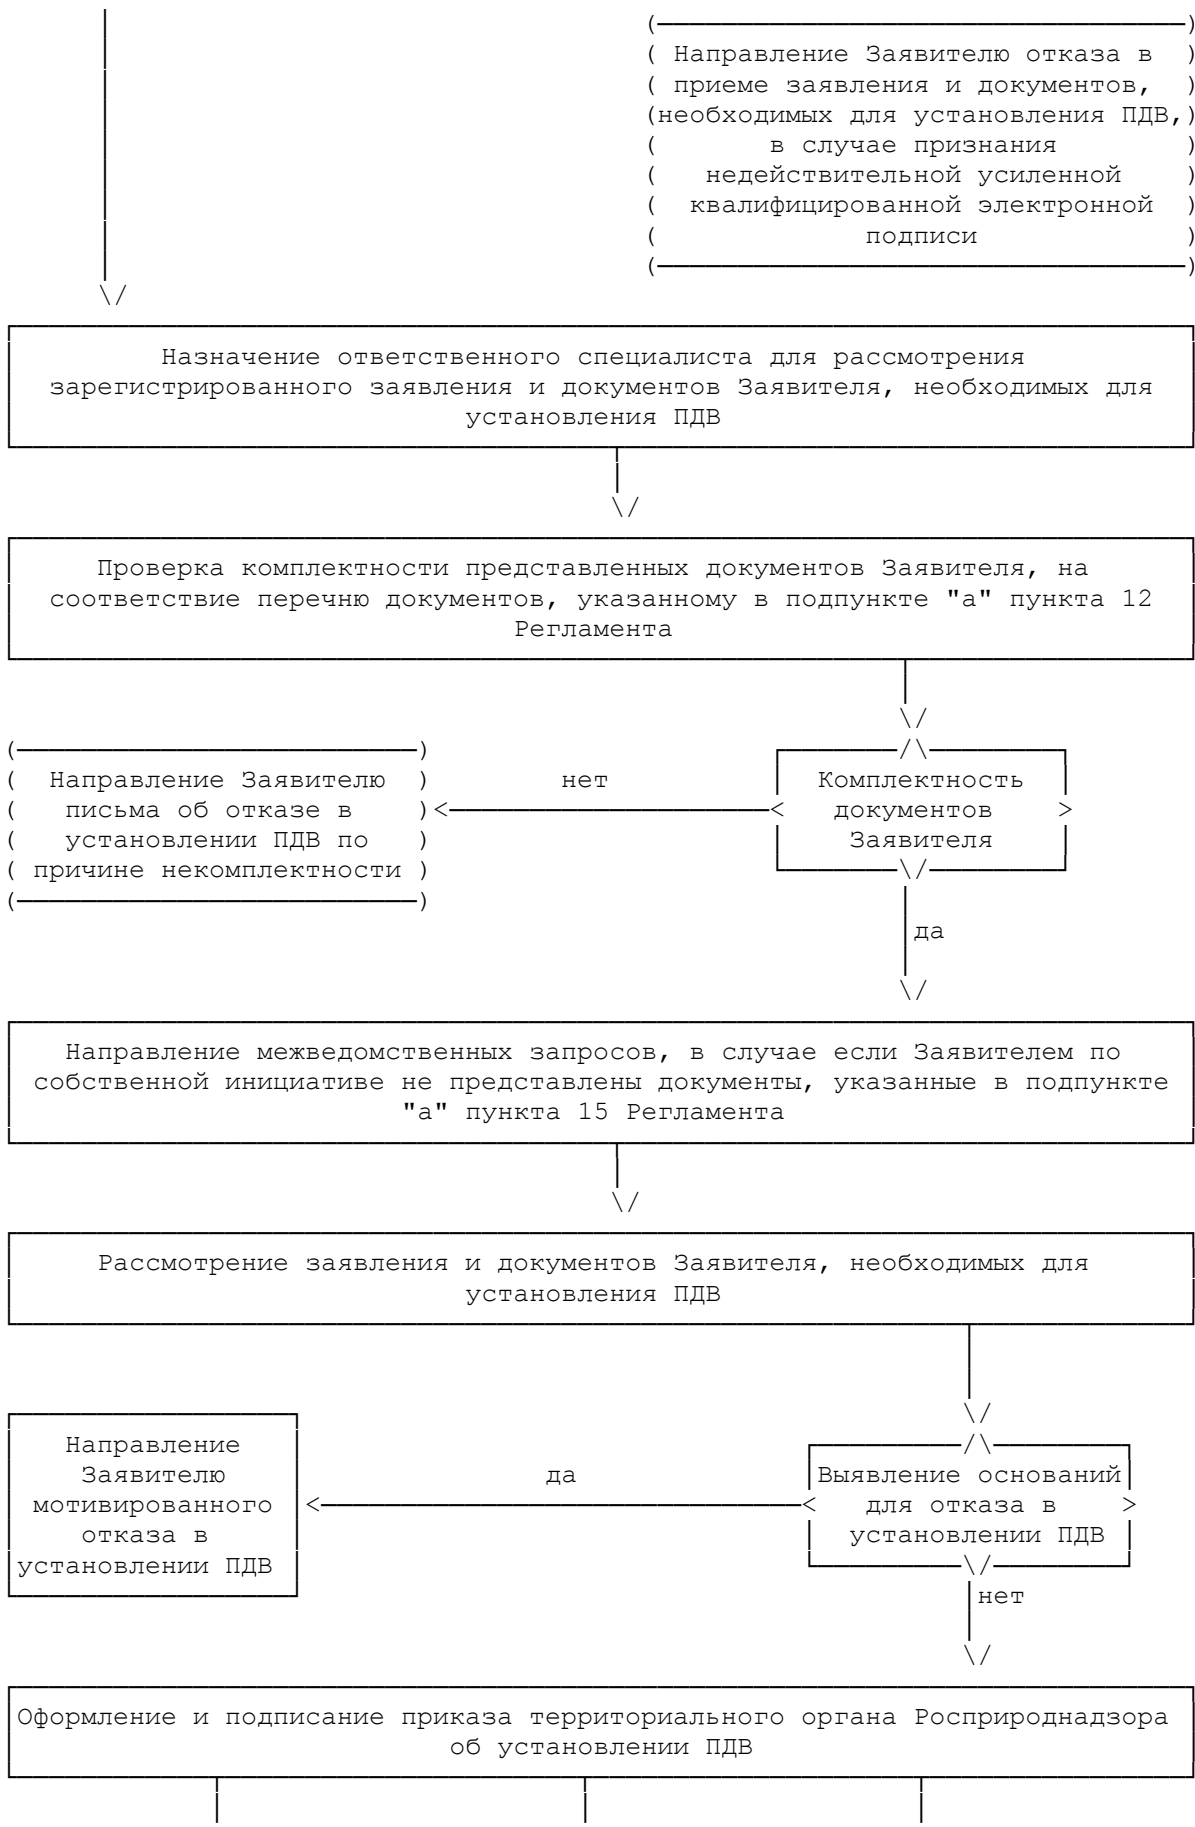 Направление Заявителю отказа в
приеме заявления и документов,
необходимых для установления ПДВ,
в случае признания
недействительной усиленной
квалифицированной электронной
подписи
Назначение ответственного специалиста для рассмотрения
зарегистрированного заявления и документов Заявителя, необходимых для
установления ПДВ
Проверка комплектности представленных документов Заявителя, на
соответствие перечню документов, указанному в подпункте "а" пункта 12
Регламента
Направление Заявителю
письма об отказе в
установлении ПДВ по
причине некомплектности
нет
Комплектность
документов
Заявителя
да
Направление межведомственных запросов, в случае если Заявителем по
собственной инициативе не представлены документы, указанные в подпункте
"а" пункта 15 Регламента
Рассмотрение заявления и документов Заявителя, необходимых для
установления ПДВ
Направление
Заявителю
мотивированного
отказа в
установлении ПДВ
да
Выявление оснований
для отказа в
установлении ПДВ
нет
Оформление и подписание приказа территориального органа Росприроднадзора
об установлении ПДВ